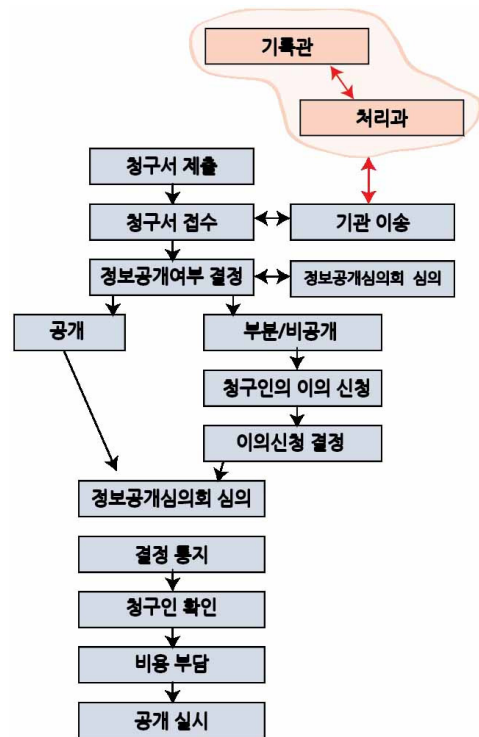 기록관
처리과
청구서 제출
청구서 접수
기관 이송
정보공개여부 결정
정보공개심의회 심의
공개
부분/비공개
청구인의 이의 신청
이의신청 결정
정보공개심의회 심의
결정 통지
청구인 확인
비용 부담
공개 실시